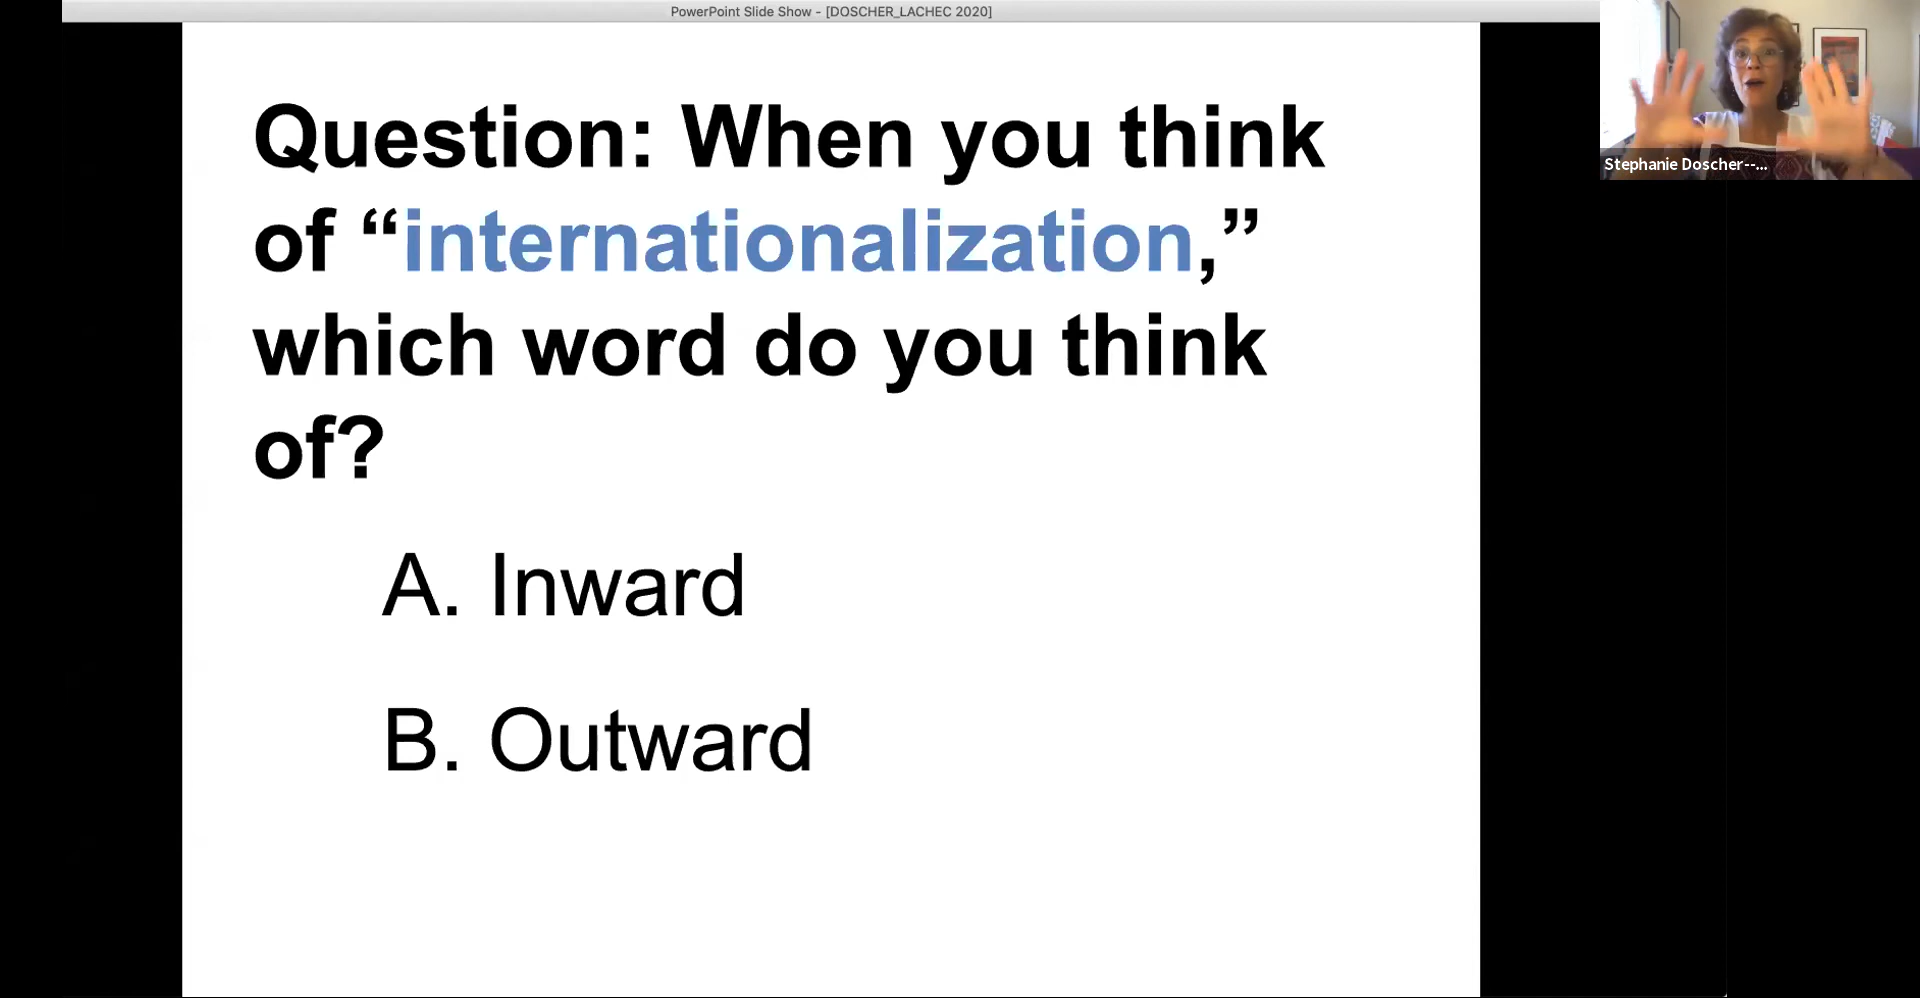 PowerPoint Slide Show - [DOSCHER_LACHEC 2020]
Question: When you think
of “internationalization,”
which word do you think
of?
A. Inward
B. Outward
Stephanie Doscher--...